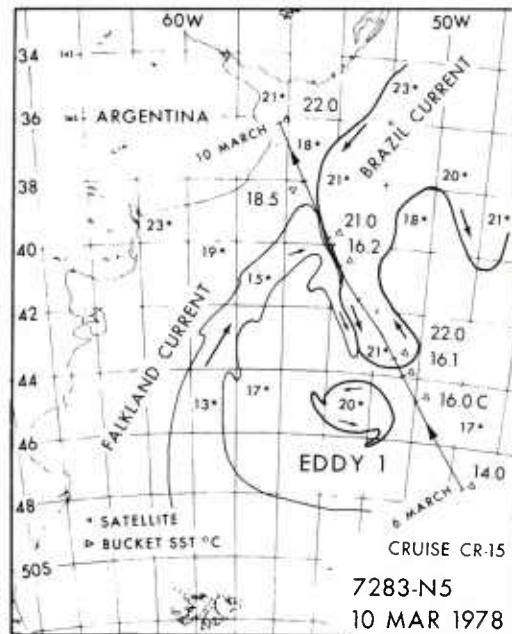 60W
50W
34
36
38
40
42
44
46
48
50S
ARGENTINA
21*
22.0
23*
10 MARCH
18*
BRAZIL CURRENT
21*
20*
18.5
18*
23*
21.0
21*
19*
16.2
15*
FALKLAND CURRENT
22.0
21*
16.1
13*
17*
20*
16.0 C
17*
EDDY 1
14.0
6 MARCH
* SATELLITE
▷ BUCKET SST °C
CRUISE CR-15
7283-N5
10 MAR 1978